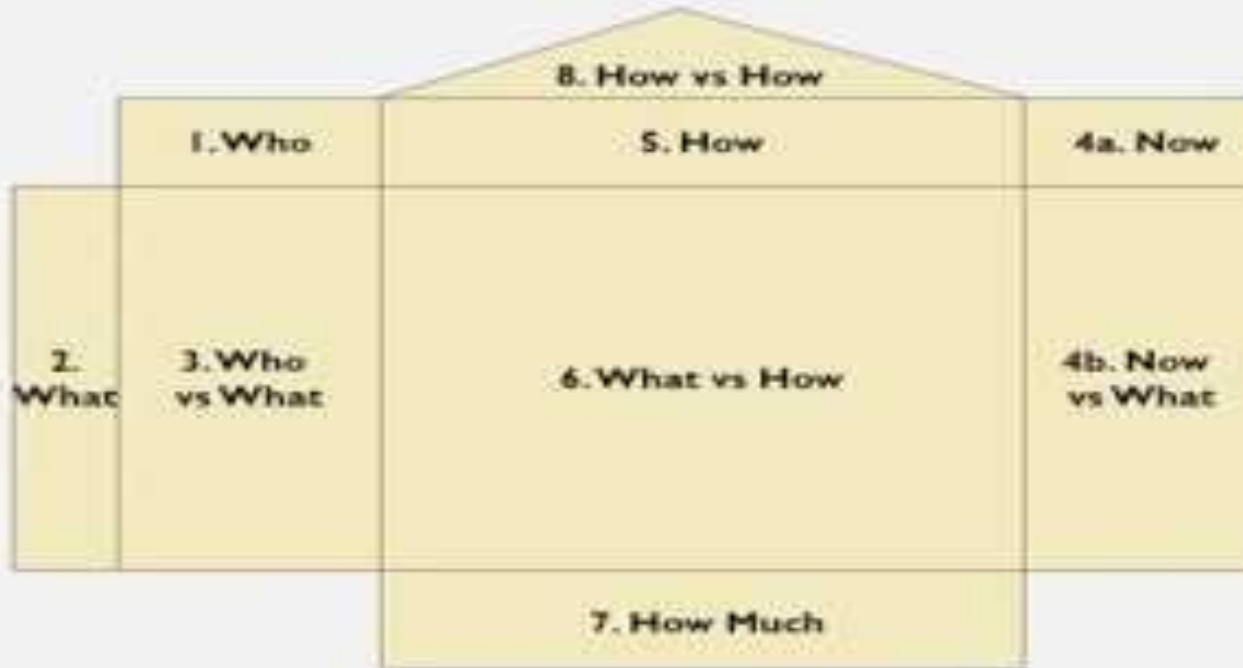 8. How vs How
1. Who
5. How
4a. Now
2.
What
3. Who
vs What
6. What vs How
4b. Now
vs What
7. How Much